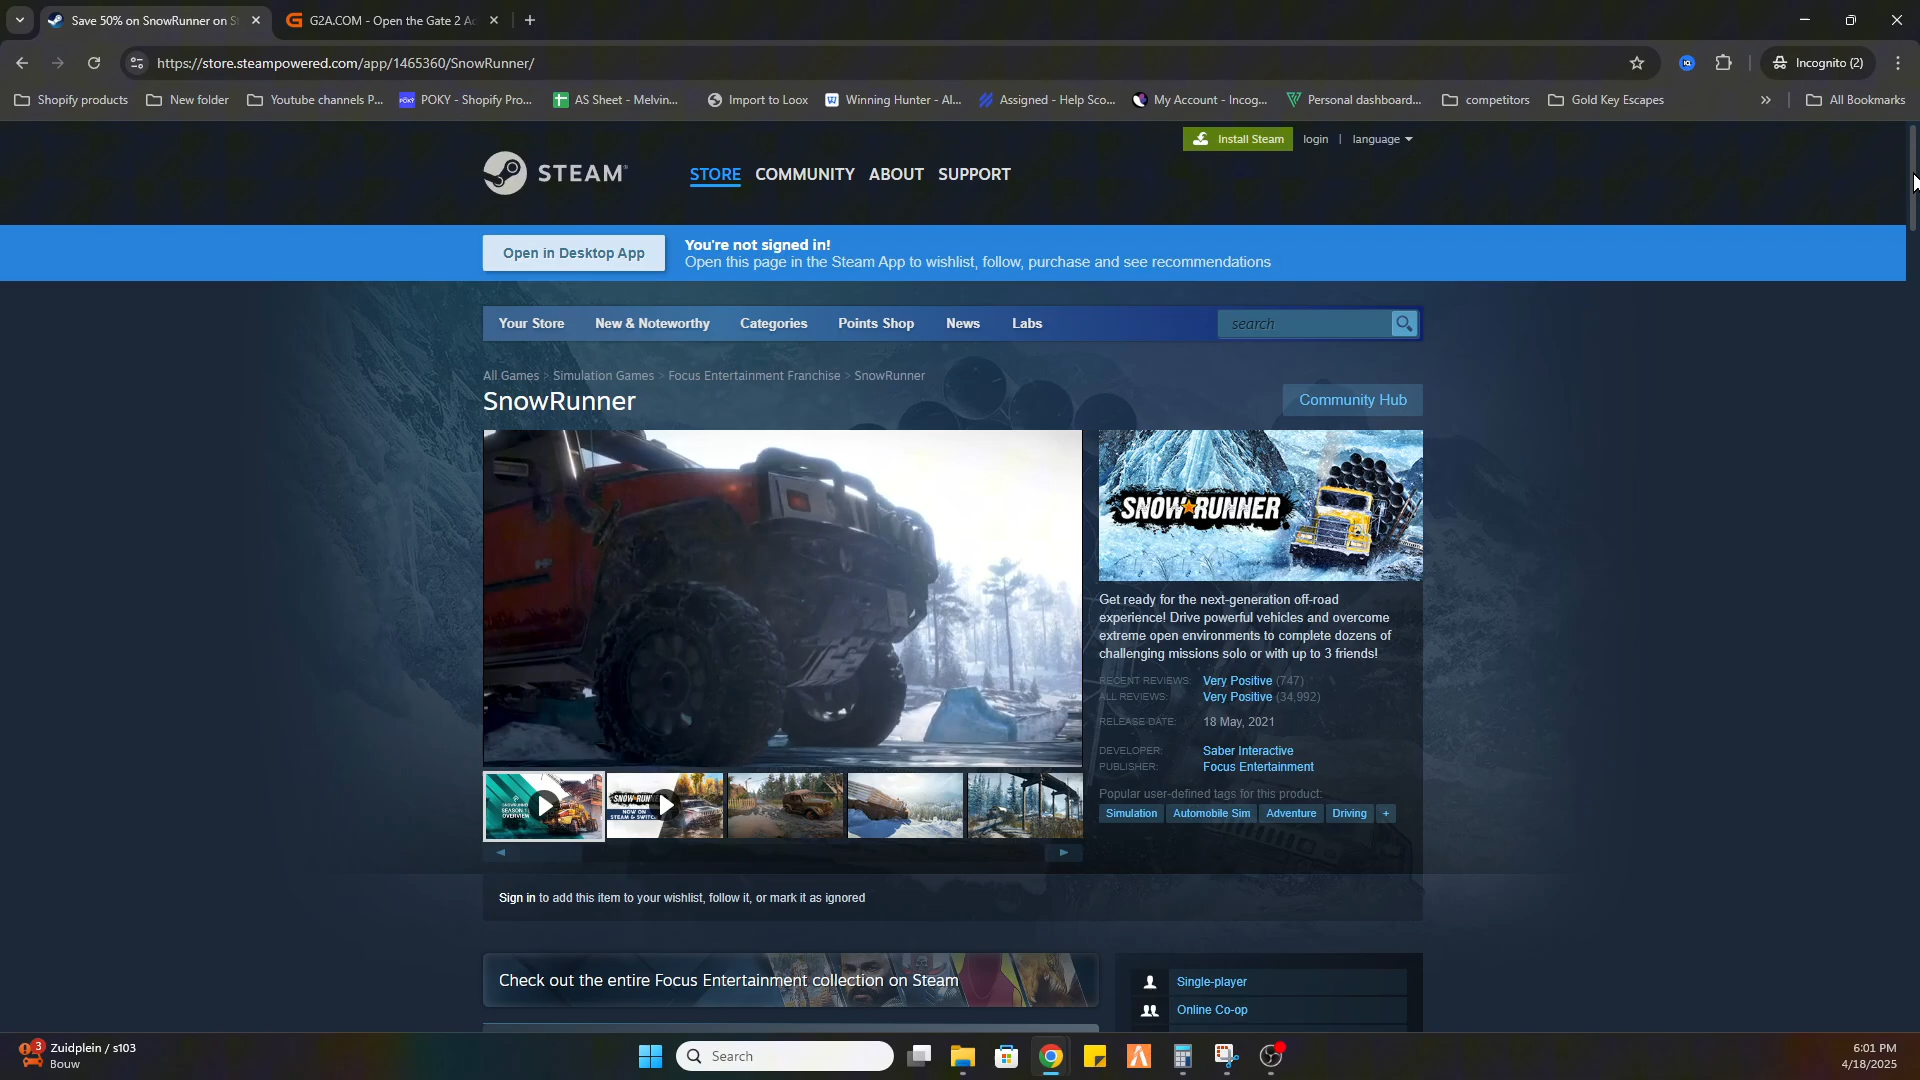 Save 50% on SnowRunner on S
G2A.COM - Open the Gate 2 Ac
https://store.steampowered.com/app/1465360/SnowRunner/
Incognito (2)
Shopify products
New folder
Youtube channels P...
POKY - Shopify Pro...
AS Sheet - Melvin...
Import to Loox
Winning Hunter - AI...
Assigned - Help Sco...
My Account - Incog...
Personal dashboard...
competitors
Gold Key Escapes
»
All Bookmarks
Install Steam
login | language
STEAM
STORE COMMUNITY ABOUT SUPPORT
Open in Desktop App
You're not signed in!
Open this page in the Steam App to wishlist, follow, purchase and see recommendations
Your Store New & Noteworthy Categories Points Shop News Labs
search
All Games > Simulation Games > Focus Entertainment Franchise > SnowRunner
SnowRunner
Community Hub
SNOWRUNNER
Get ready for the next-generation off-road
experience! Drive powerful vehicles and overcome
extreme open environments to complete dozens of
challenging missions solo or with up to 3 friends!
RECENT REVIEWS: Very Positive (747)
ALL REVIEWS: Very Positive (34,992)
RELEASE DATE: 18 May, 2021
DEVELOPER: Saber Interactive
PUBLISHER: Focus Entertainment
Popular user-defined tags for this product:
Simulation Automobile Sim Adventure Driving +
Sign in to add this item to your wishlist, follow it, or mark it as ignored
Check out the entire Focus Entertainment collection on Steam
Single-player
Online Co-op
3
Zuidplein / s103
Bouw
Search
6:01 PM
4/18/2025